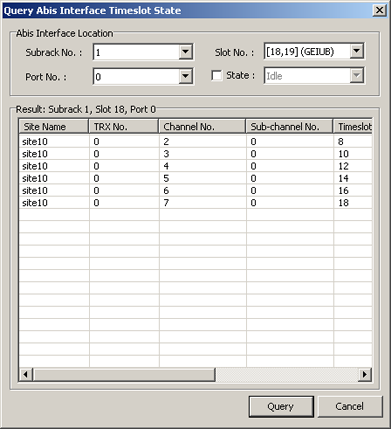 Query Abis Interface Timeslot State
Abis Interface Location
Subrack No. : 1 Slot No. : [18,19] (GEIUB)
Port No. : 0 State : Idle
Result: Subrack 1, Slot 18, Port 0
Site Name TRX No. Channel No. Sub-channel No. Timeslot
site10 0 2 0 8
site10 0 3 0 10
site10 0 4 0 12
site10 0 5 0 14
site10 0 6 0 16
site10 0 7 0 18
Query Cancel